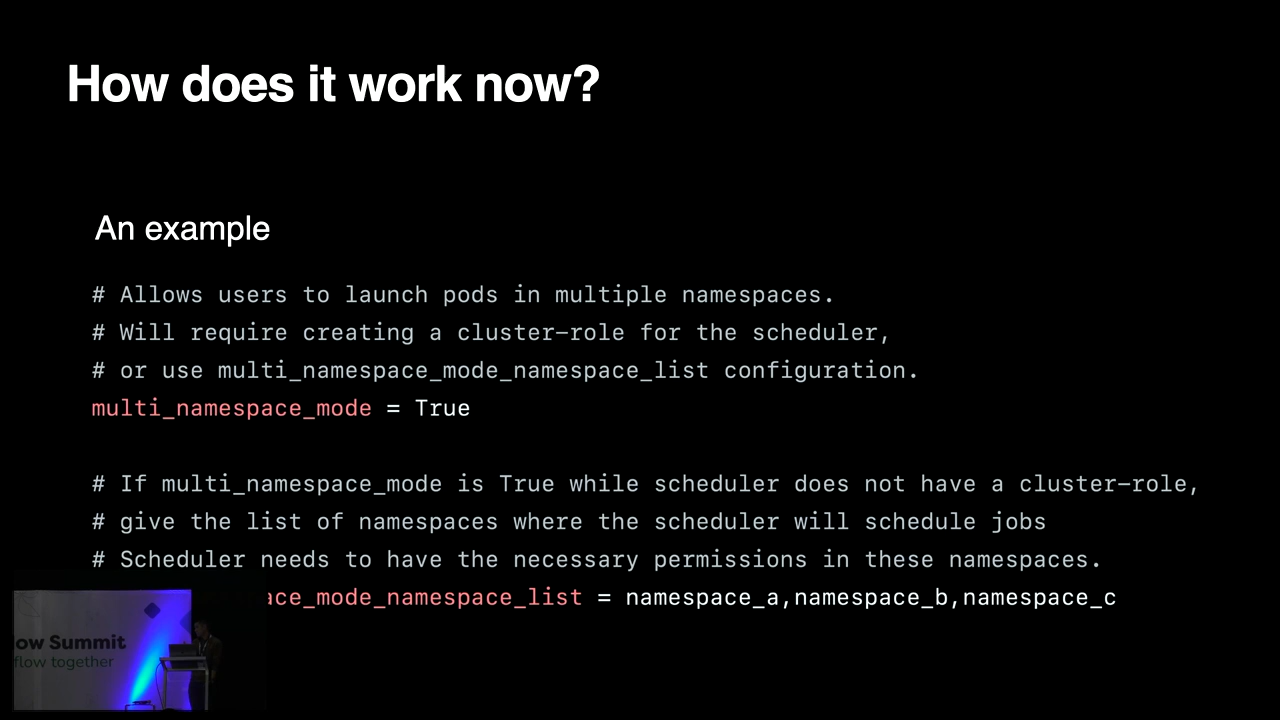 How does it work now?
An example
# Allows users to launch pods in multiple namespaces.
# Will require creating a cluster-role for the scheduler,
# or use multi_namespace_mode_namespace_list configuration.
multi_namespace_mode = True
# If multi_namespace_mode is True while scheduler does not have a cluster-role,
# give the list of namespaces where the scheduler will schedule jobs
# Scheduler needs to have the necessary permissions in these namespaces.
ace_mode_namespace_list = namespace_a,namespace_b,namespace_c
ow Summit
flow together